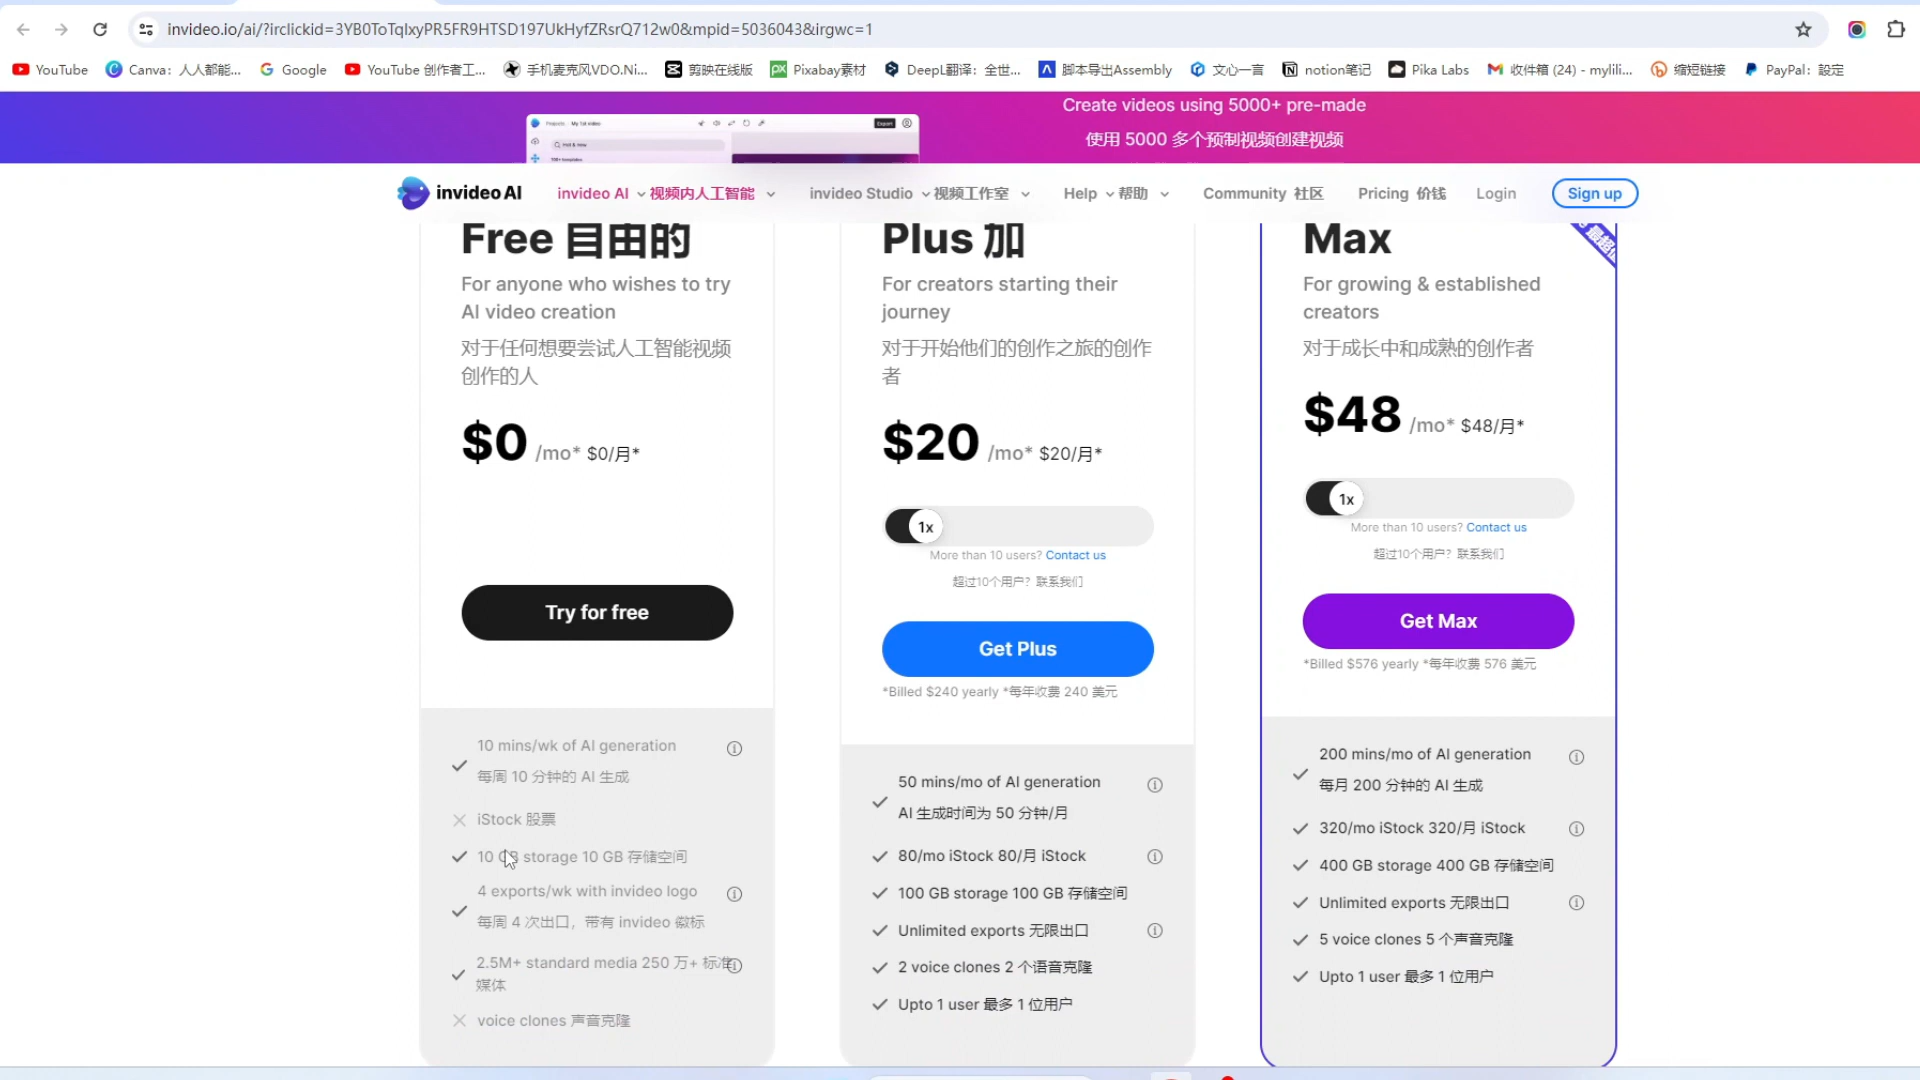 invideo.io/ai/?irclickid=3YB0ToTqlxyPR5FR9HTSD197UkHyfZRsrQ712w0&mpid=5036043&irgwc=1
YouTube
Canva：人人都能...
Google
YouTube 创作者工...
手机麦克风VDO.Ni...
剪映在线版
Pixabay素材
DeepL翻译：全世...
脚本导出Assembly
文心一言
notion笔记
Pika Labs
收件箱 (24) - mylili...
缩短链接
PayPal：設定
Create videos using 5000+ pre-made
使用 5000 多个预制视频创建视频
Export
invideo AI
invideo AI 视频内人工智能
invideo Studio 视频工作室
Help 帮助
Community 社区
Pricing 价钱
Login
Sign up
Free 自由的
For anyone who wishes to try
AI video creation
对于任何想要尝试人工智能视频
创作的人
$0 /mo* $0/月*
Try for free
10 mins/wk of AI generation
每周 10 分钟的 AI 生成
iStock 股票
10 GB storage 10 GB 存储空间
4 exports/wk with invideo logo
每周 4 次出口，带有 invideo 徽标
2.5M+ standard media 250 万+ 标准
媒体
voice clones 声音克隆
Plus 加
For creators starting their
journey
对于开始他们的创作之旅的创作
者
$20 /mo* $20/月*
1x
More than 10 users? Contact us
超过10个用户？联系我们
Get Plus
*Billed $240 yearly *每年收费 240 美元
50 mins/mo of AI generation
AI 生成时间为 50 分钟/月
80/mo iStock 80/月 iStock
100 GB storage 100 GB 存储空间
Unlimited exports 无限出口
2 voice clones 2 个语音克隆
Upto 1 user 最多 1 位用户
Max
For growing & established
creators
对于成长中和成熟的创作者
$48 /mo* $48/月*
1x
More than 10 users? Contact us
超过10个用户？联系我们
Get Max
*Billed $576 yearly *每年收费 576 美元
200 mins/mo of AI generation
每月 200 分钟的 AI 生成
320/mo iStock 320/月 iStock
400 GB storage 400 GB 存储空间
Unlimited exports 无限出口
5 voice clones 5 个声音克隆
Upto 1 user 最多 1 位用户